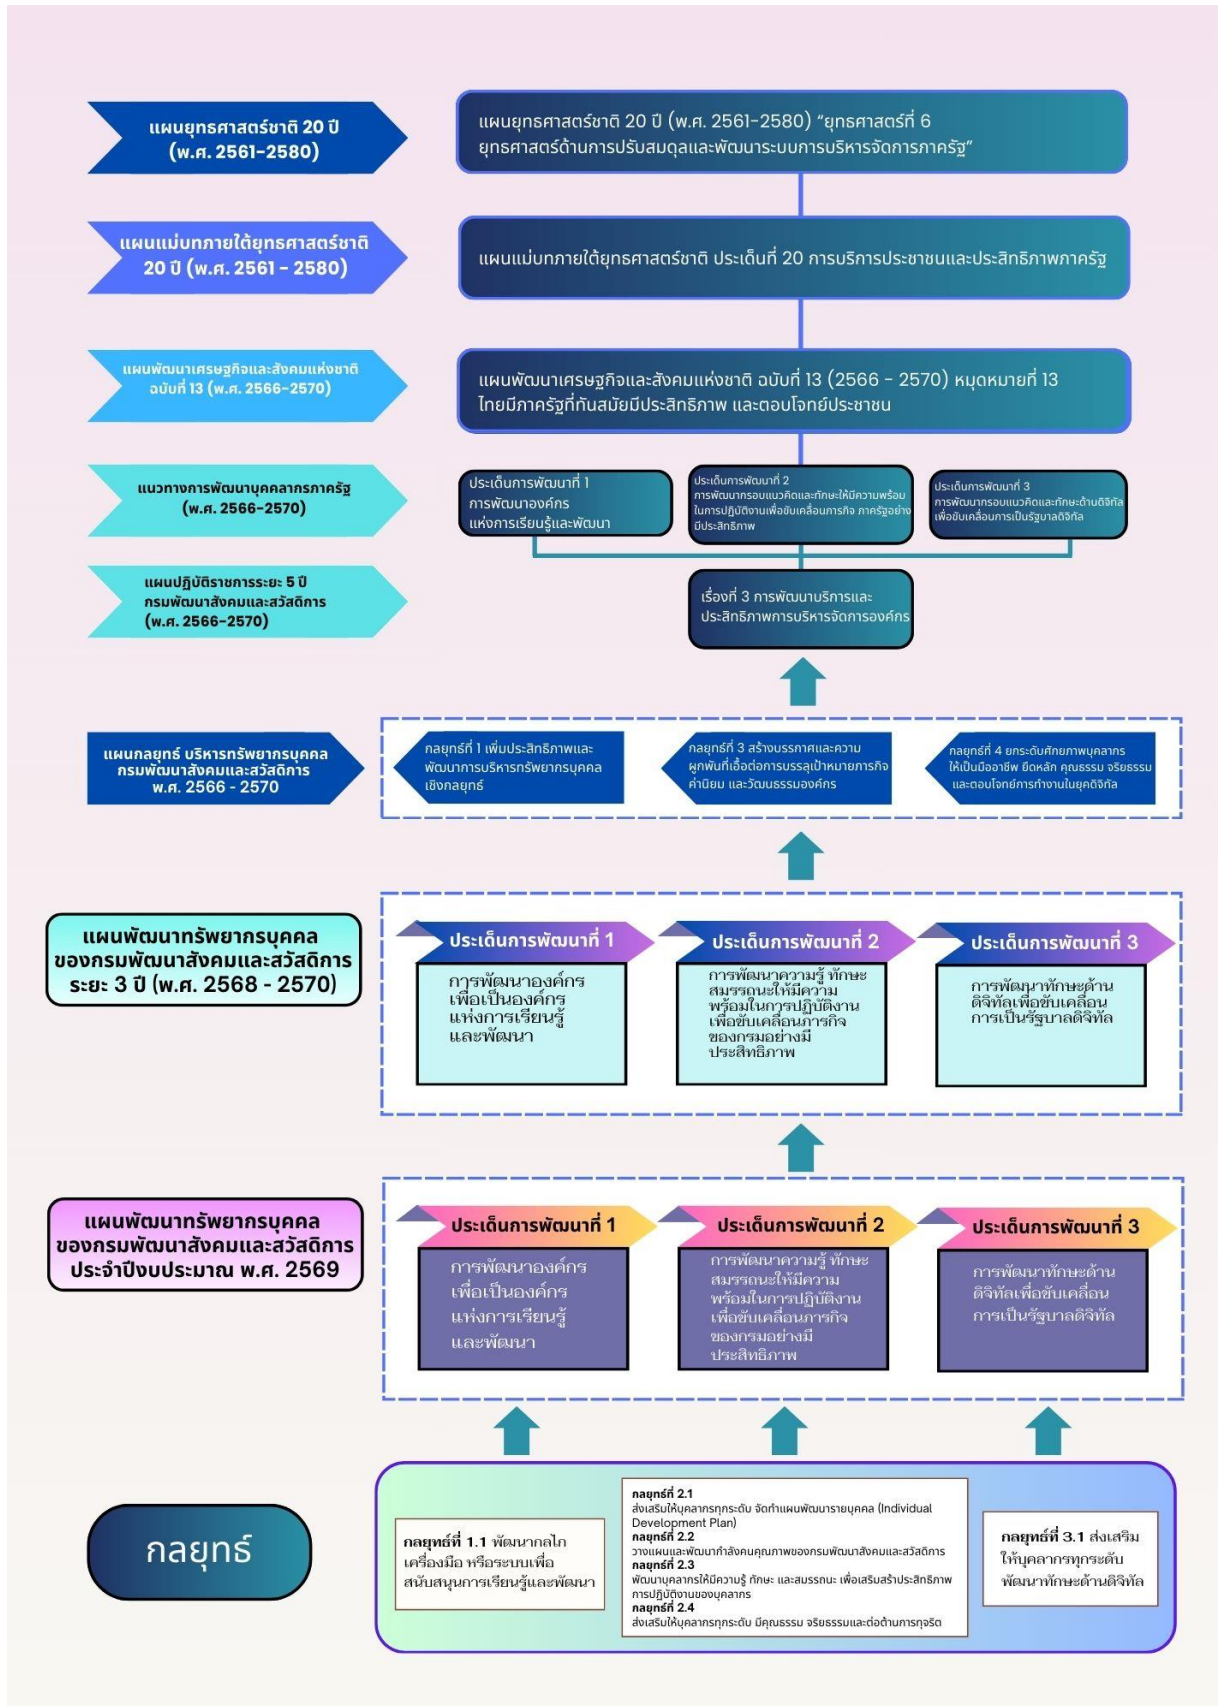 แผนยุทธศาสตร์ชาติ 20 ปี
(พ.ศ. 2561-2580)
แผนยุทธศาสตร์ชาติ 20 ปี (พ.ศ. 2561-2580) “ยุทธศาสตร์ที่ 6
ยุทธศาสตร์ด้านการปรับสมดุลและพัฒนาระบบการบริหารจัดการภาครัฐ”
แผนแม่บทภายใต้ยุทธศาสตร์ชาติ
20 ปี (พ.ศ. 2561 - 2580)
แผนแม่บทภายใต้ยุทธศาสตร์ชาติ ประเด็นที่ 20 การบริการประชาชนและประสิทธิภาพภาครัฐ
แผนพัฒนาเศรษฐกิจและสังคมแห่งชาติ
ฉบับที่ 13 (พ.ศ. 2566-2570)
แผนพัฒนาเศรษฐกิจและสังคมแห่งชาติ ฉบับที่ 13 (2566 - 2570) หมุดหมายที่ 13
ไทยมีภาครัฐที่ทันสมัยมีประสิทธิภาพ และตอบโจทย์ประชาชน
แนวทางการพัฒนาบุคคลากรภาครัฐ
(พ.ศ. 2566-2570)
ประเด็นการพัฒนาที่ 1
การพัฒนาองค์กร
แห่งการเรียนรู้และพัฒนา
ประเด็นการพัฒนาที่ 2
การพัฒนากรอบแนวคิดและทักษะให้มีความพร้อม
ในการปฏิบัติงานเพื่อขับเคลื่อนภารกิจ ภาครัฐอย่าง
มีประสิทธิภาพ
ประเด็นการพัฒนาที่ 3
การพัฒนากรอบแนวคิดและทักษะด้านดิจิทัล
เพื่อขับเคลื่อนการเป็นรัฐบาลดิจิทัล
แผนปฏิบัติราชการระยะ 5 ปี
กรมพัฒนาสังคมและสวัสดิการ
(พ.ศ. 2566-2570)
เรื่องที่ 3 การพัฒนาบริการและ
ประสิทธิภาพการบริหารจัดการองค์กร
แผนกลยุทธ์ บริหารทรัพยากรบุคคล
กรมพัฒนาสังคมและสวัสดิการ
พ.ศ. 2566 - 2570
กลยุทธ์ที่ 1 เพิ่มประสิทธิภาพและ
พัฒนาการบริหารทรัพยากรบุคคล
เชิงกลยุทธ์
กลยุทธ์ที่ 3 สร้างบรรกาศและความ
ผูกพันที่เอื้อต่อการบรรลุเป้าหมายภารกิจ
ค่านิยม และวัฒนธรรมองค์กร
กลยุทธ์ที่ 4 ยกระดับศักยภาพบุคลากร
ให้เป็นมืออาชีพ ยึดหลัก คุณธรรม จริยธรรม
และตอบโจทย์การทำงานในยุคดิจิทัล
แผนพัฒนาทรัพยากรบุคคล
ของกรมพัฒนาสังคมและสวัสดิการ
ระยะ 3 ปี (พ.ศ. 2568 - 2570)
ประเด็นการพัฒนาที่ 1
การพัฒนาองค์กร
เพื่อเป็นองค์กร
แห่งการเรียนรู้
และพัฒนา
ประเด็นการพัฒนาที่ 2
การพัฒนาความรู้ ทักษะ
สมรรถนะให้มีความ
พร้อมในการปฏิบัติงาน
เพื่อขับเคลื่อนภารกิจ
ของกรมอย่างมี
ประสิทธิภาพ
ประเด็นการพัฒนาที่ 3
การพัฒนาทักษะด้าน
ดิจิทัลเพื่อขับเคลื่อน
การเป็นรัฐบาลดิจิทัล
แผนพัฒนาทรัพยากรบุคคล
ของกรมพัฒนาสังคมและสวัสดิการ
ประจำปีงบประมาณ พ.ศ. 2569
ประเด็นการพัฒนาที่ 1
การพัฒนาองค์กร
เพื่อเป็นองค์กร
แห่งการเรียนรู้
และพัฒนา
ประเด็นการพัฒนาที่ 2
การพัฒนาความรู้ ทักษะ
สมรรถนะให้มีความ
พร้อมในการปฏิบัติงาน
เพื่อขับเคลื่อนภารกิจ
ของกรมอย่างมี
ประสิทธิภาพ
ประเด็นการพัฒนาที่ 3
การพัฒนาทักษะด้าน
ดิจิทัลเพื่อขับเคลื่อน
การเป็นรัฐบาลดิจิทัล
กลยุทธ์
กลยุทธ์ที่ 1.1 พัฒนากลไก
เครื่องมือ หรือระบบเพื่อ
สนับสนุนการเรียนรู้และพัฒนา
กลยุทธ์ที่ 2.1
ส่งเสริมให้บุคลากรทุกระดับ จัดทำแผนพัฒนารายบุคคล (Individual
Development Plan)
กลยุทธ์ที่ 2.2
วางแผนและพัฒนากำลังคนคุณภาพของกรมพัฒนาสังคมและสวัสดิการ
กลยุทธ์ที่ 2.3
พัฒนาบุคลากรให้มีความรู้ ทักษะ และสมรรถนะ เพื่อเสริมสร้าประสิทธิภาพ
การปฏิบัติงานของบุคลากร
กลยุทธ์ที่ 2.4
ส่งเสริมให้บุคลากรทุกระดับ มีคุณธรรม จริยธรรมและต่อต้านการทุจริต
กลยุทธ์ที่ 3.1 ส่งเสริม
ให้บุคลากรทุกระดับ
พัฒนาทักษะด้านดิจิทัล